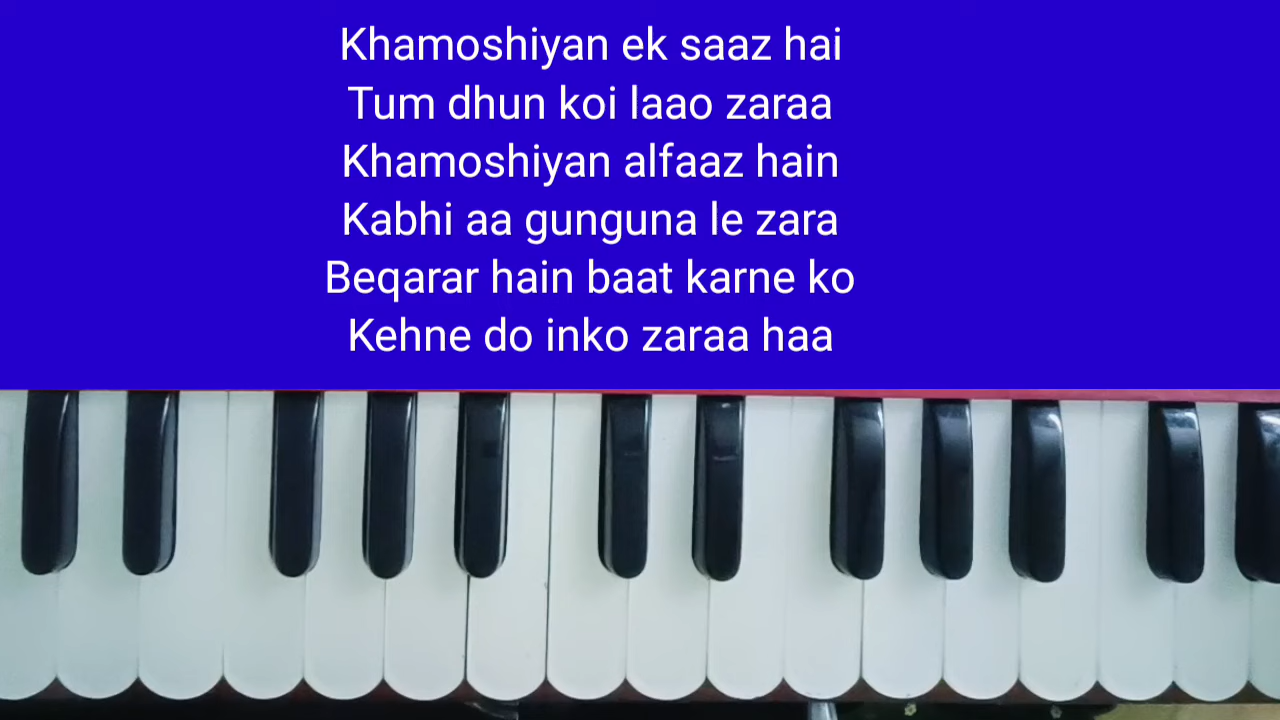 Khamoshiyan ek saaz hai
Tum dhun koi laao zaraa
Khamoshiyan alfaaz hain
Kabhi aa gunguna le zara
Beqarar hain baat karne ko
Kehne do inko zaraa haa